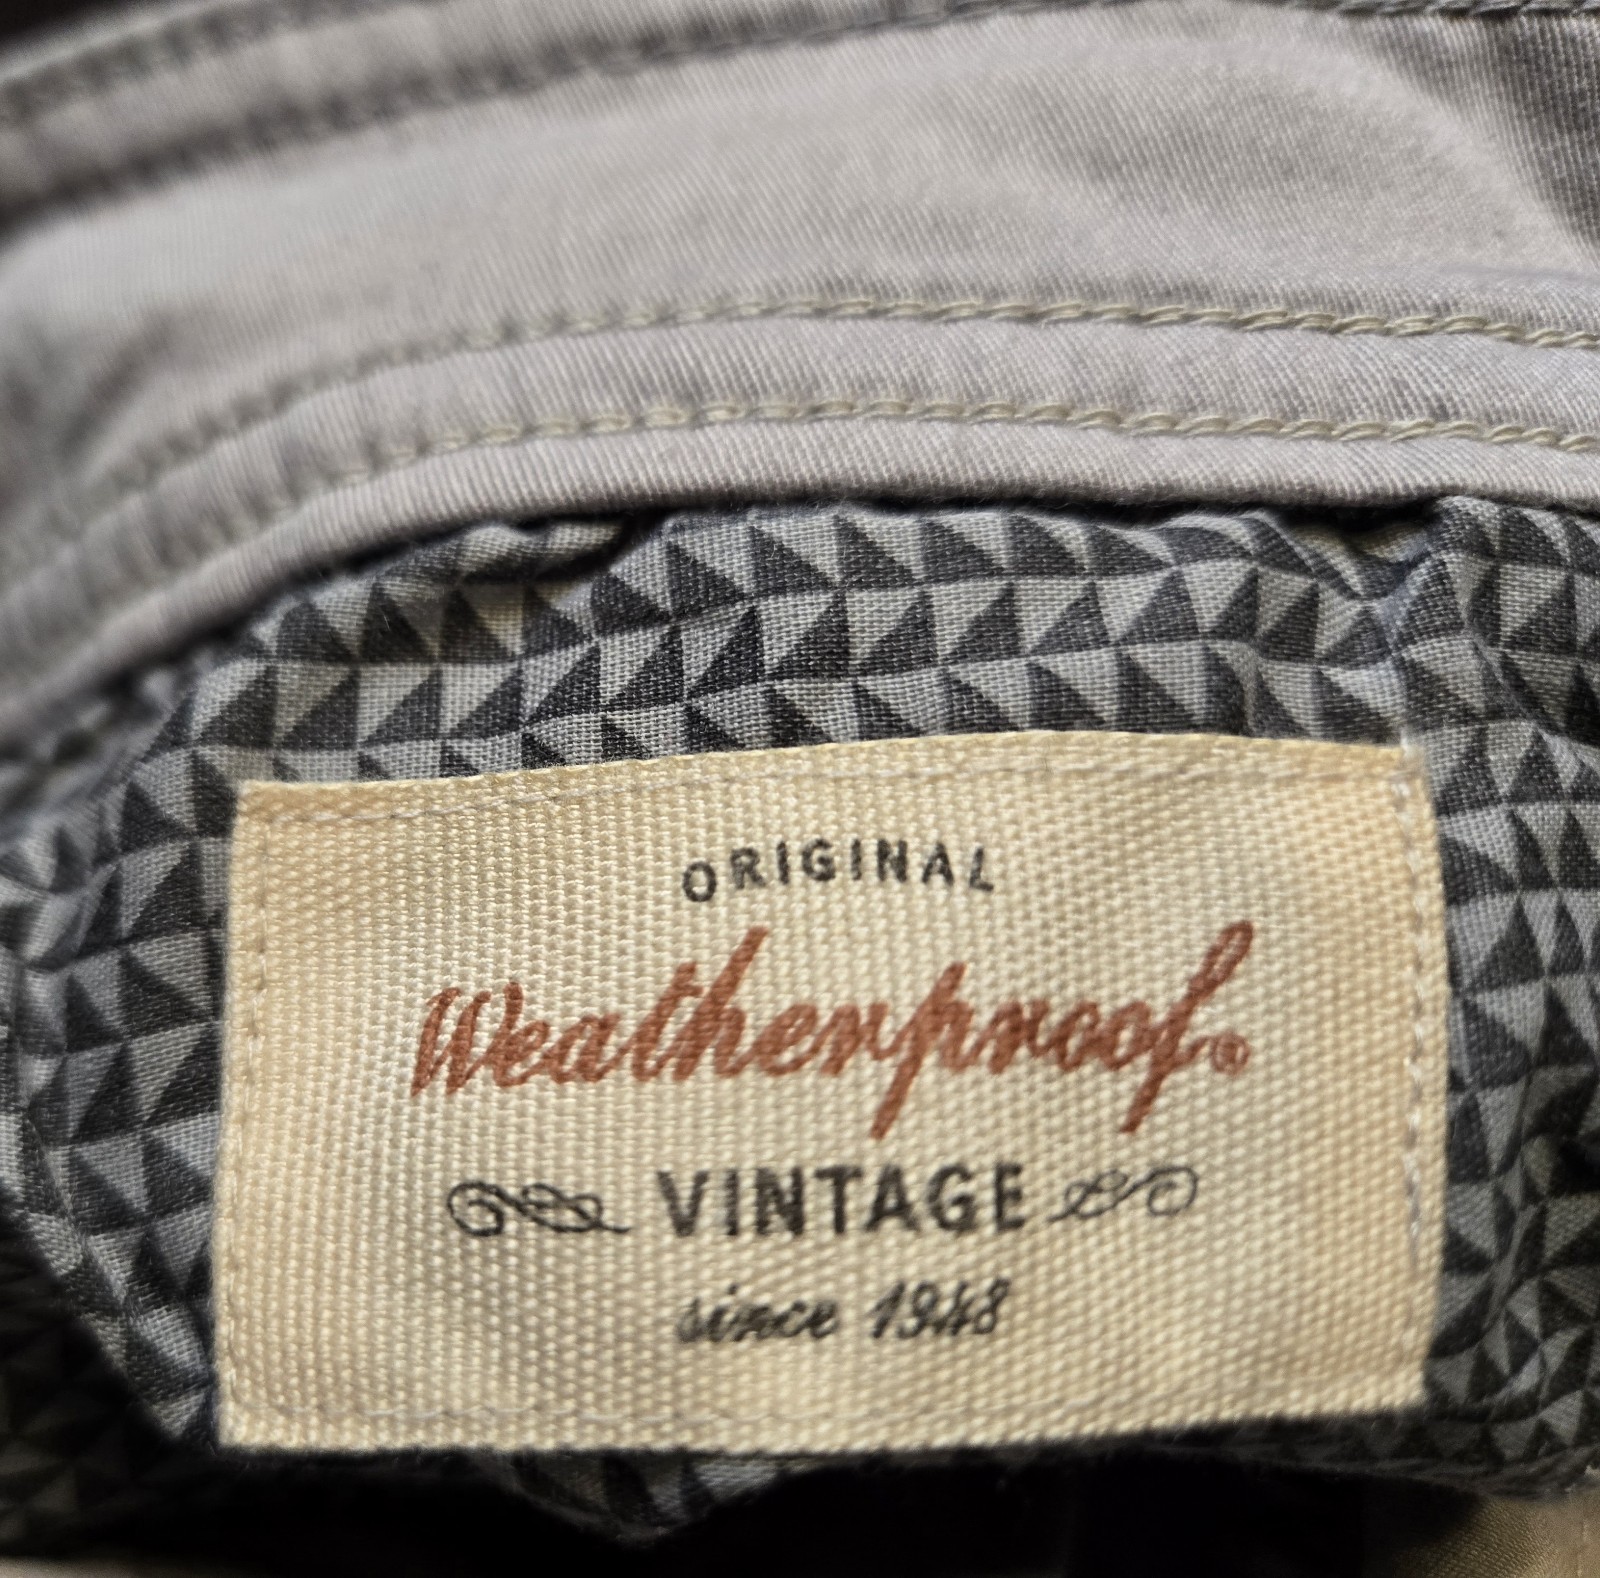 ORIGINAL
Weatherproof®
VINTAGE
since 1948